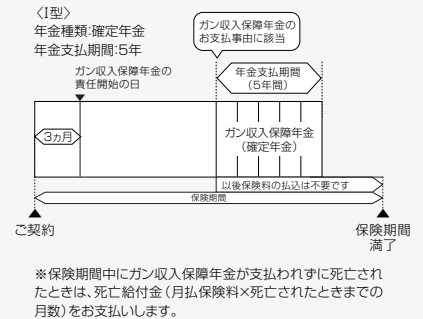 〈Ⅰ型〉
年金種類:確定年金
年金支払期間:5年
ガン収入保障年金の
お支払事由に該当
ガン収入保障年金の
責任開始の日
年金支払期間
(5年間)
3ヵ月
ガン収入保障年金
(確定年金)
以後保険料の払込は不要です
保険期間
ご契約
保険期間
満了
※保険期間中にガン収入保障年金が支払われずに死亡され
たときは、死亡給付金(月払保険料×死亡されたときまでの
月数)をお支払いします。